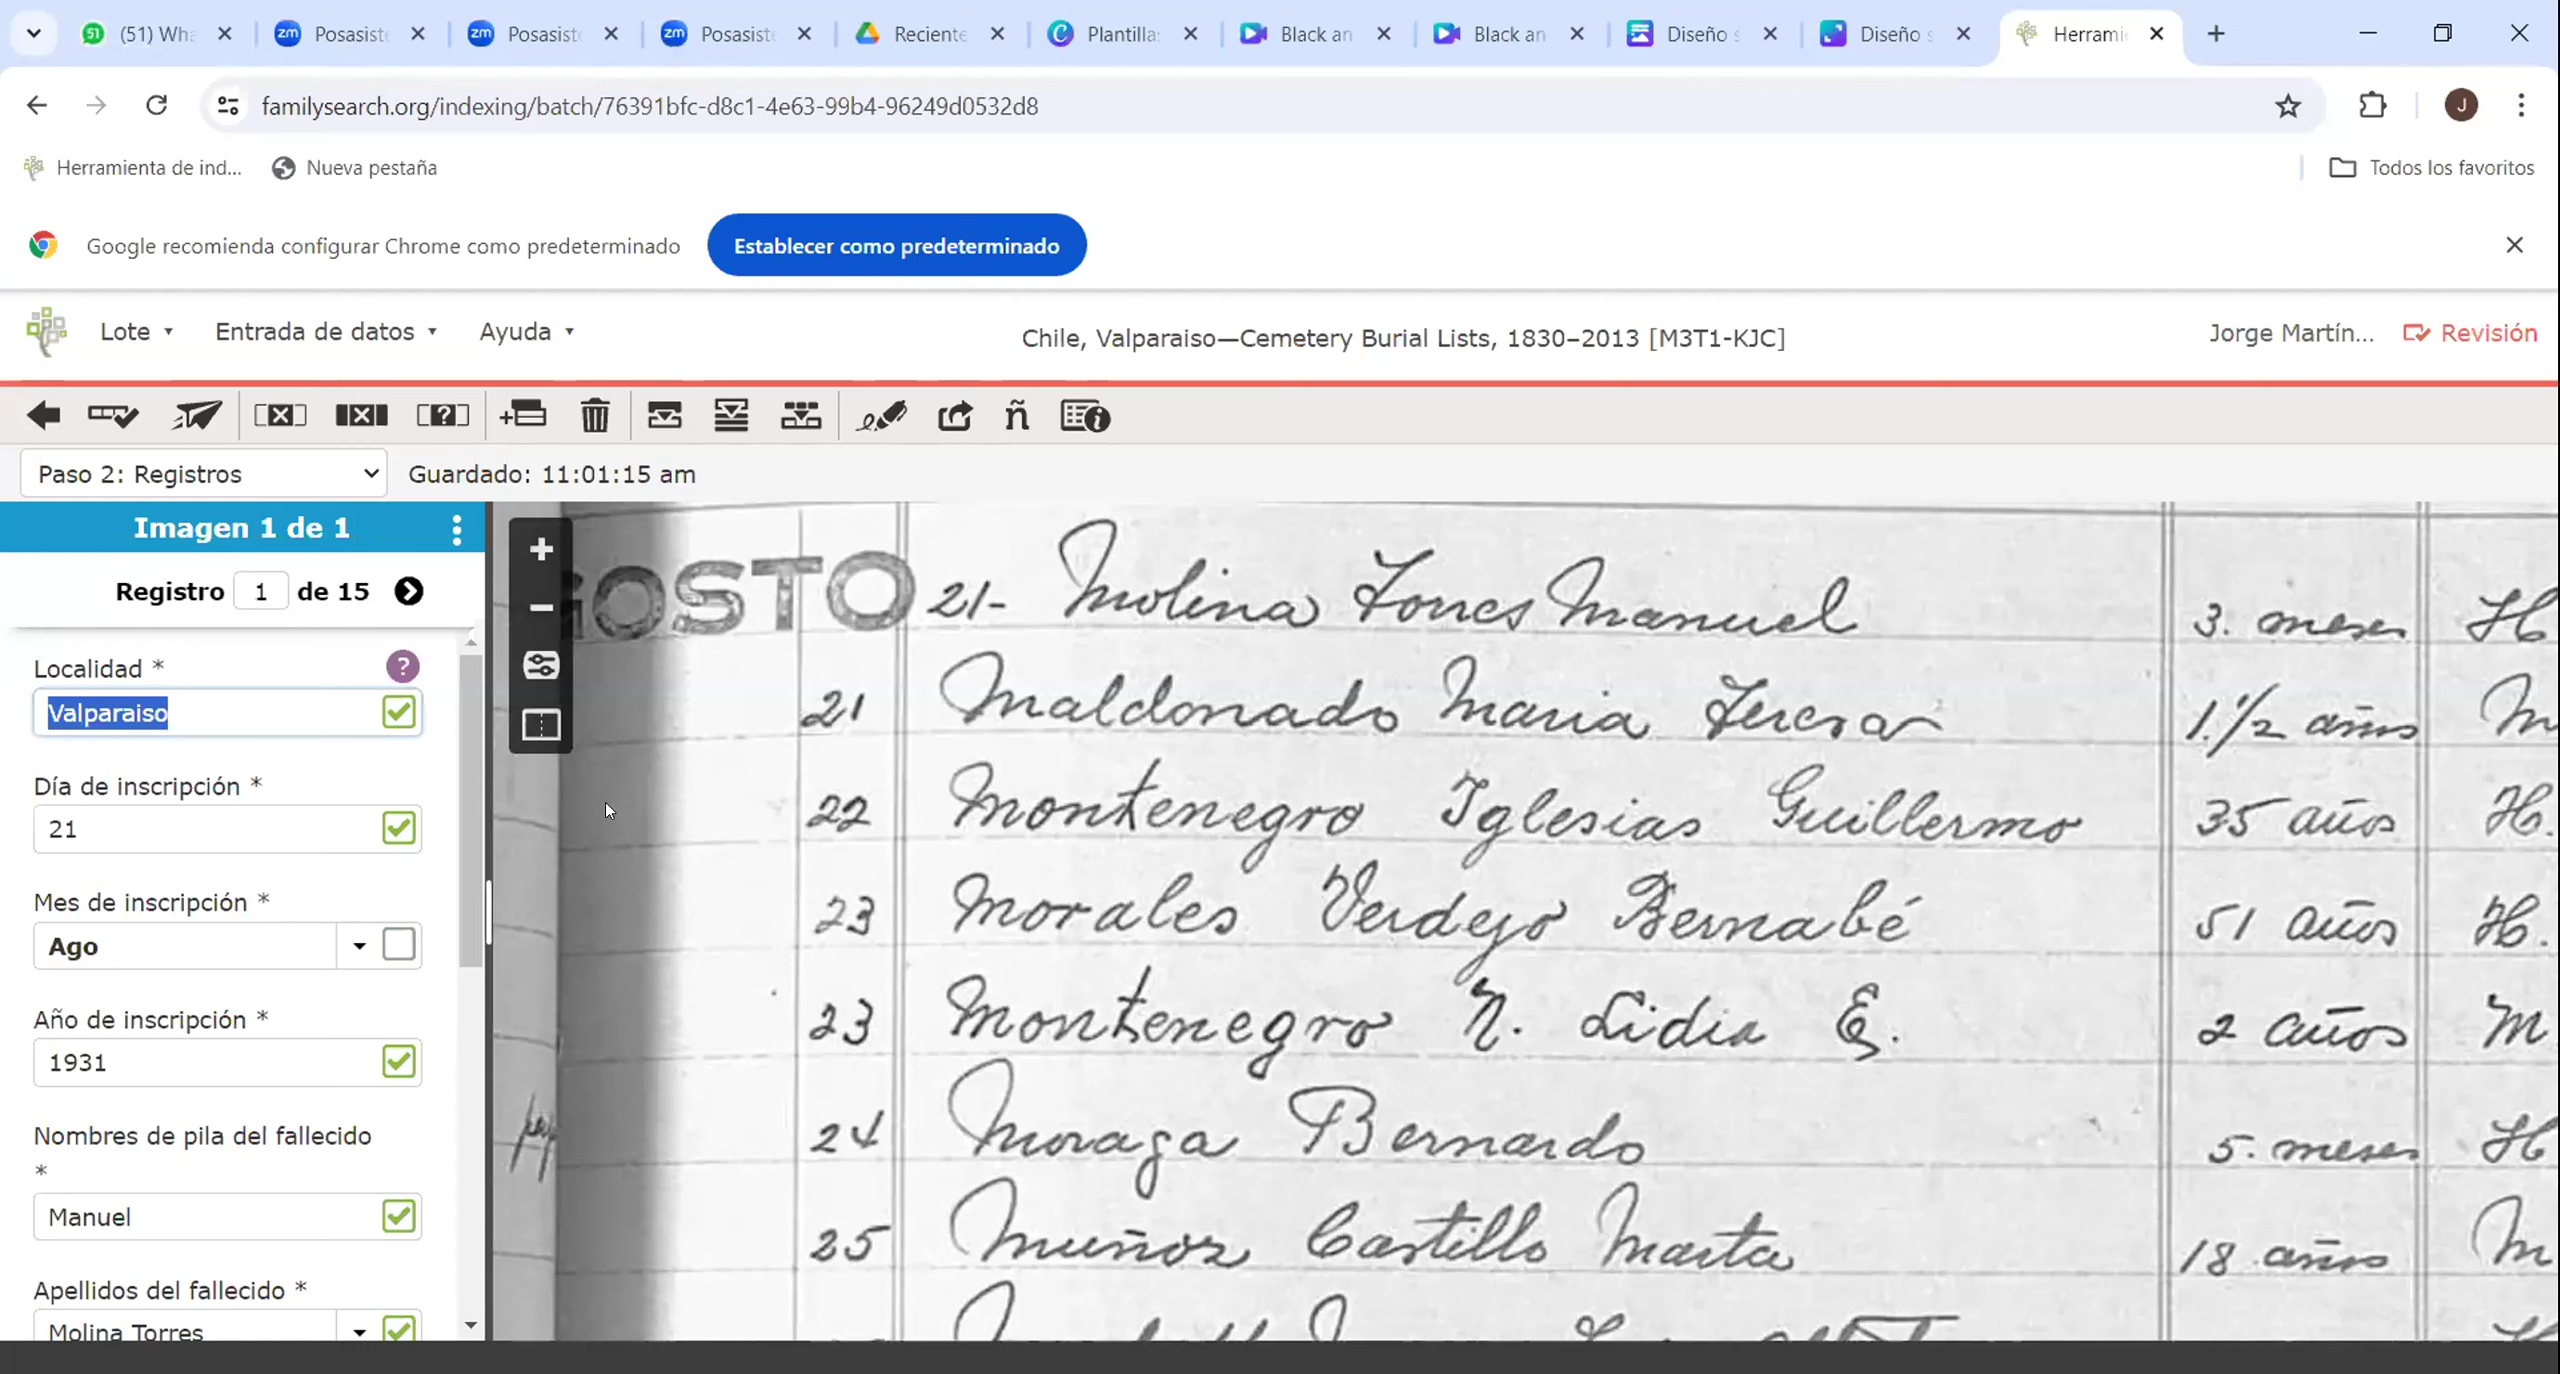 (51) Wha
Posasiste
Posasiste
Posasiste
Reciente
Plantillas
Black an
Black an
Diseño s
Diseño s
Herrami
familysearch.org/indexing/batch/76391bfc-d8c1-4e63-99b4-96249d0532d8
J
Herramienta de ind...
Nueva pestaña
Todos los favoritos
Google recomienda configurar Chrome como predeterminado
Establecer como predeterminado
Lote
Entrada de datos
Ayuda
Chile, Valparaiso—Cemetery Burial Lists, 1830–2013 [M3T1-KJC]
Jorge Martín...
Revisión
ñ
Paso 2: Registros
Guardado: 11:01:15 am
Imagen 1 de 1
Registro 1 de 15
Localidad *
Valparaiso
Día de inscripción *
21
Mes de inscripción *
Ago
Año de inscripción *
1931
Nombres de pila del fallecido
*
Manuel
Apellidos del fallecido *
Molina Torres
GOSTO 21- Molina Torres Manuel 3. meses H
21 Maldonado Maria Teresa 1.1/2 años M
22 Montenegro Iglesias Guillermo 35 años H.
23 Morales Verdejo Bernabé 51 años H.
23 Montenegro N. Lidia E. 2 años M
24 Moraga Bernardo 5. meses H
25 Muñoz Castillo Marta 18 años M